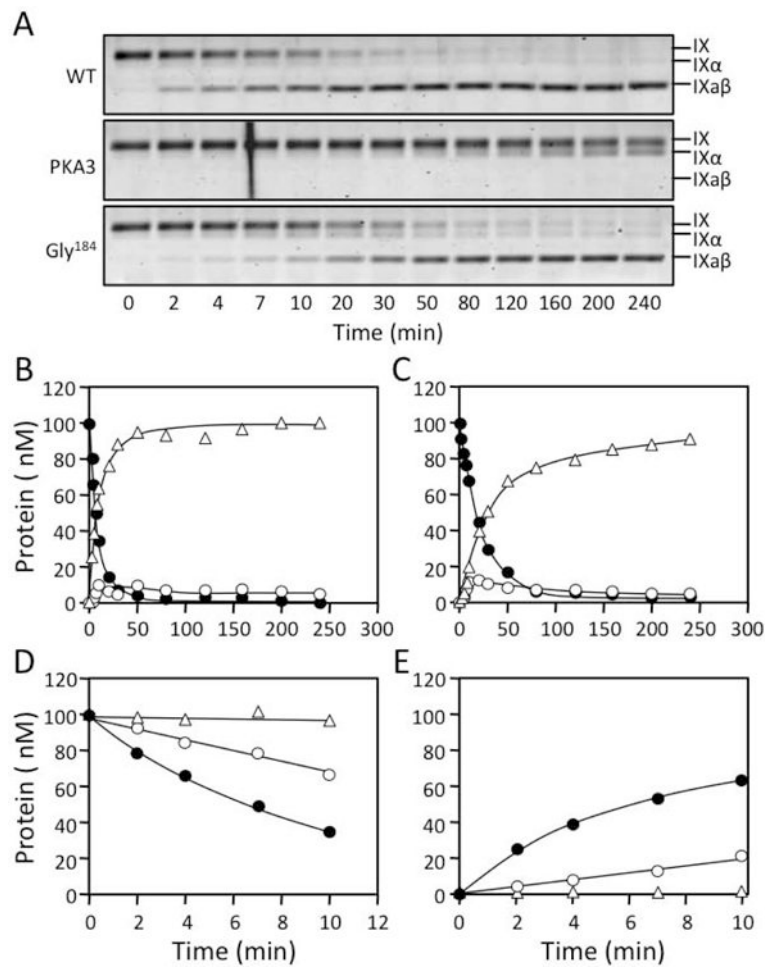 A
WT
IX
IXα
IXaβ
PKA3
IX
IXα
IXaβ
Gly184
IX
IXα
IXaβ
0 2 4 7 10 20 30 50 80 120 160 200 240
Time (min)
B
C
Protein ( nM)
120
100
80
60
40
20
0
0 50 100 150 200 250 300
120
100
80
60
40
20
0
0 50 100 150 200 250 300
D
E
Protein ( nM)
120
100
80
60
40
20
0
0 2 4 6 8 10 12
Time (min)
120
100
80
60
40
20
0
0 2 4 6 8 10
Time (min)